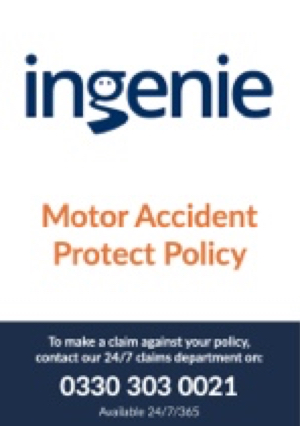 ingenie
Motor Accident
Protect Policy
To make a claim against your policy,
contact our 24/7 claims department on:
0330 303 0021
Available 24/7/365